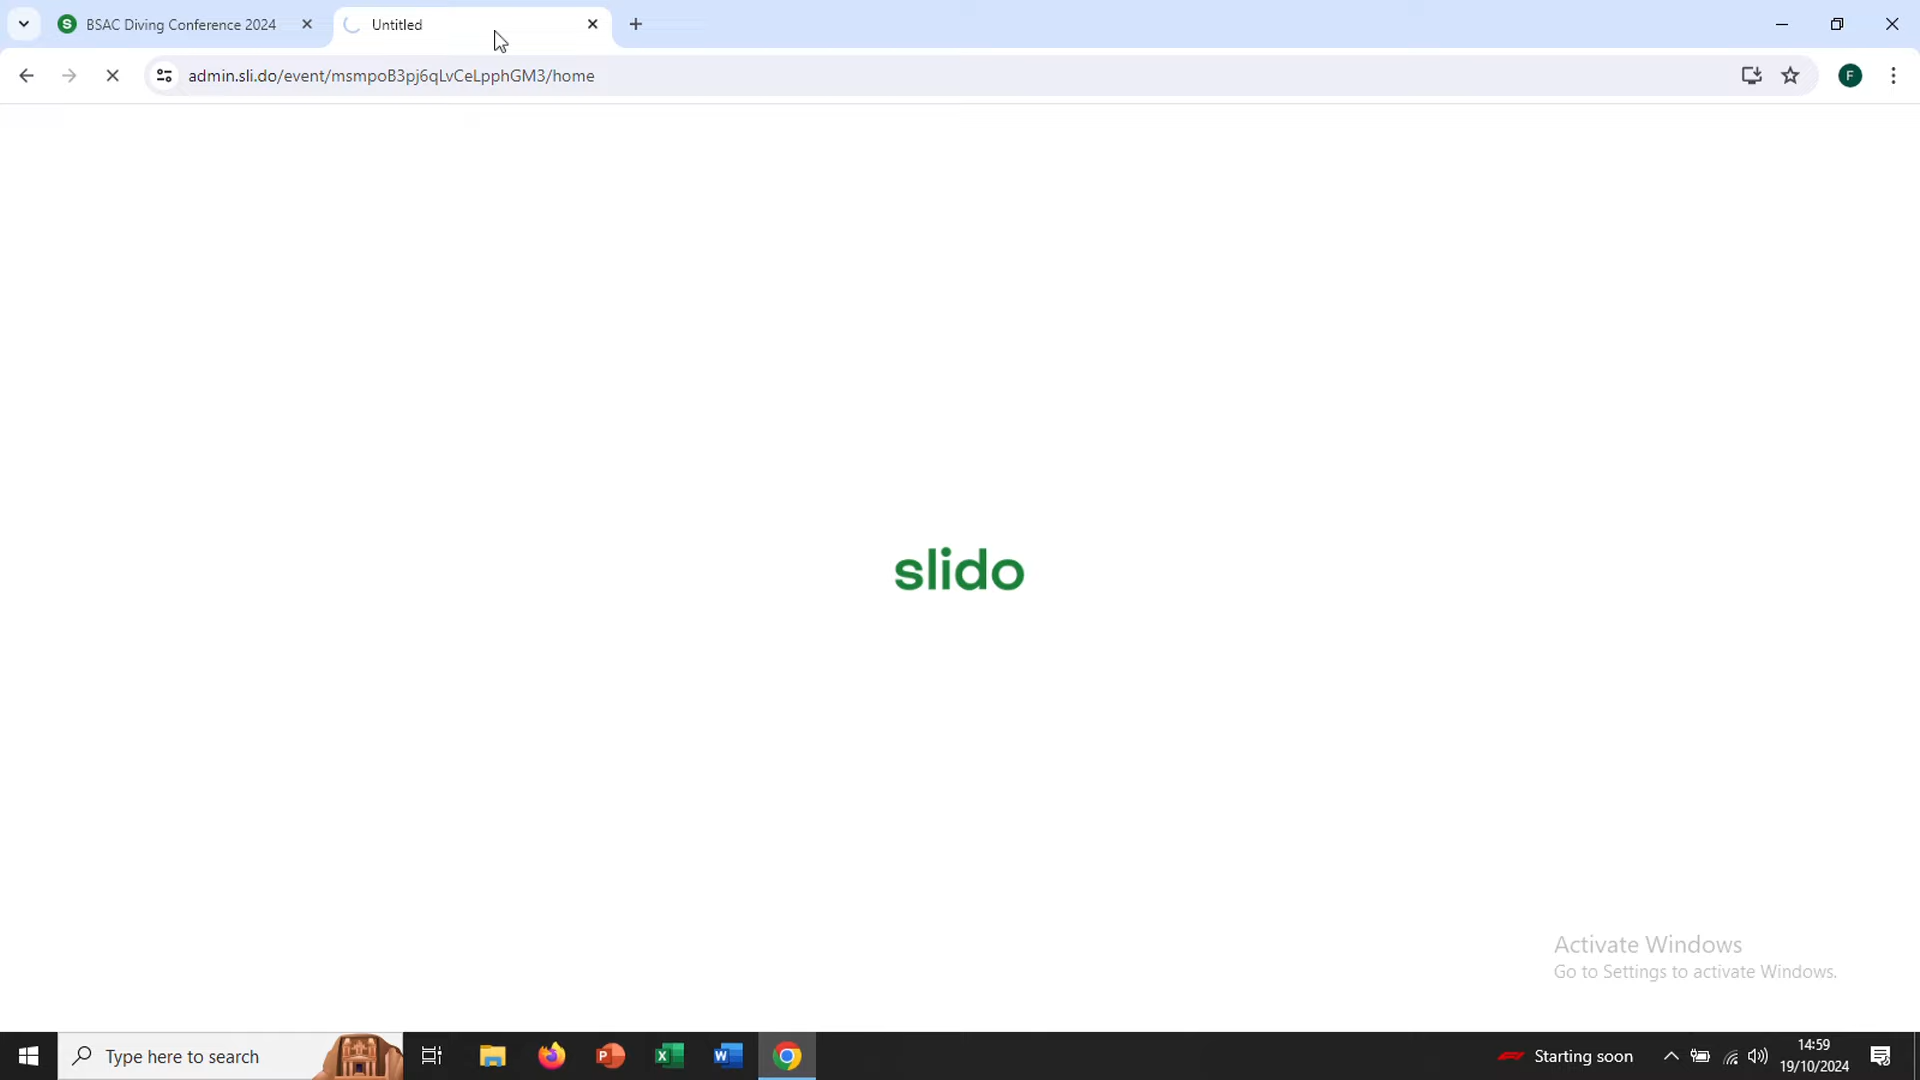 S BSAC Diving Conference 2024
Untitled
admin.sli.do/event/msmpoB3pj6qLvCeLpphGM3/home
F
slido
Activate Windows
Go to Settings to activate Windows.
Type here to search
Starting soon
14:59
19/10/2024